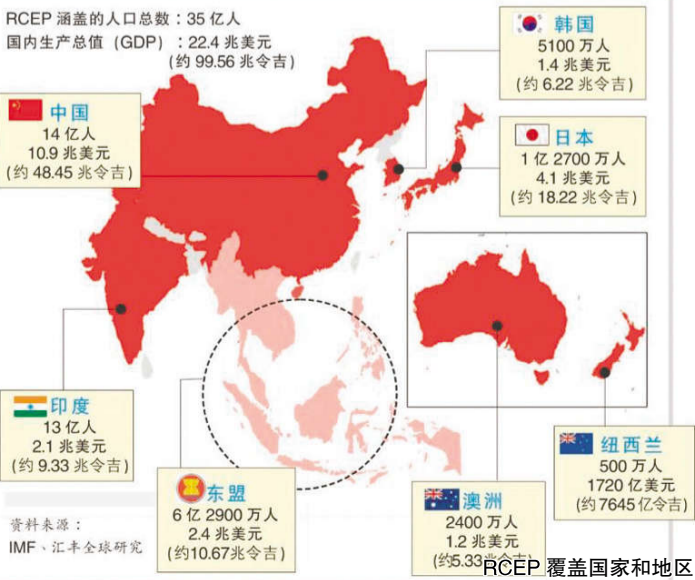 RCEP 涵盖的人口总数：35 亿人
国内生产总值（GDP）：22.4 兆美元
(约 99.56 兆令吉)
韩国
5100 万人
1.4 兆美元
(约 6.22 兆令吉)
中国
14 亿人
10.9 兆美元
(约 48.45 兆令吉)
日本
1 亿 2700 万人
4.1 兆美元
(约 18.22 兆令吉)
印度
13 亿人
2.1 兆美元
(约 9.33 兆令吉)
纽西兰
500 万人
1720 亿美元
(约 7645 亿令吉)
东盟
6 亿 2900 万人
2.4 兆美元
(约10.67兆令吉)
澳洲
2400 万人
1.2 兆美元
(约5.33兆令吉)
资料来源：
IMF、汇丰全球研究
RCEP 覆盖国家和地区